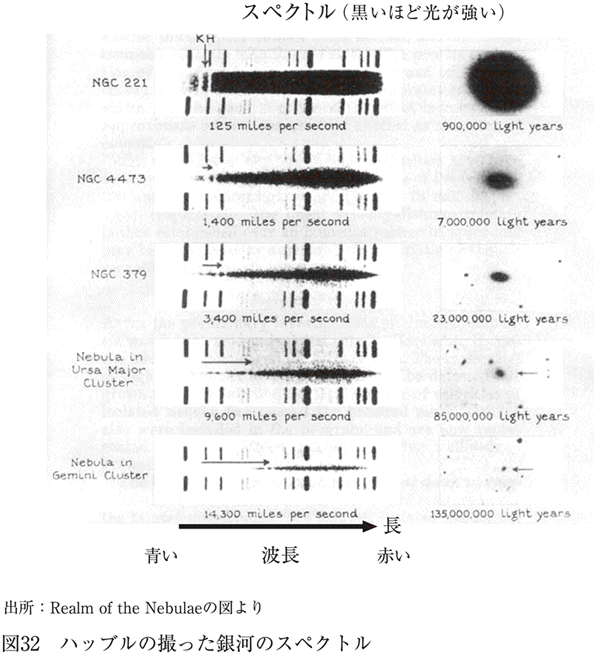 スペクトル（黒いほど光が強い）
KH
NGC 221
125 miles per second
900,000 light years
NGC 4473
1,400 miles per second
7,000,000 light years
NGC 379
3,400 miles per second
23,000,000 light years
Nebula in
Ursa Major
Cluster
9,600 miles per second
85,000,000 light years
Nebula in
Gemini Cluster
14,300 miles per second
135,000,000 light years
長
青い
波長
赤い
出所：Realm of the Nebulaeの図より
図32　ハッブルの撮った銀河のスペクトル